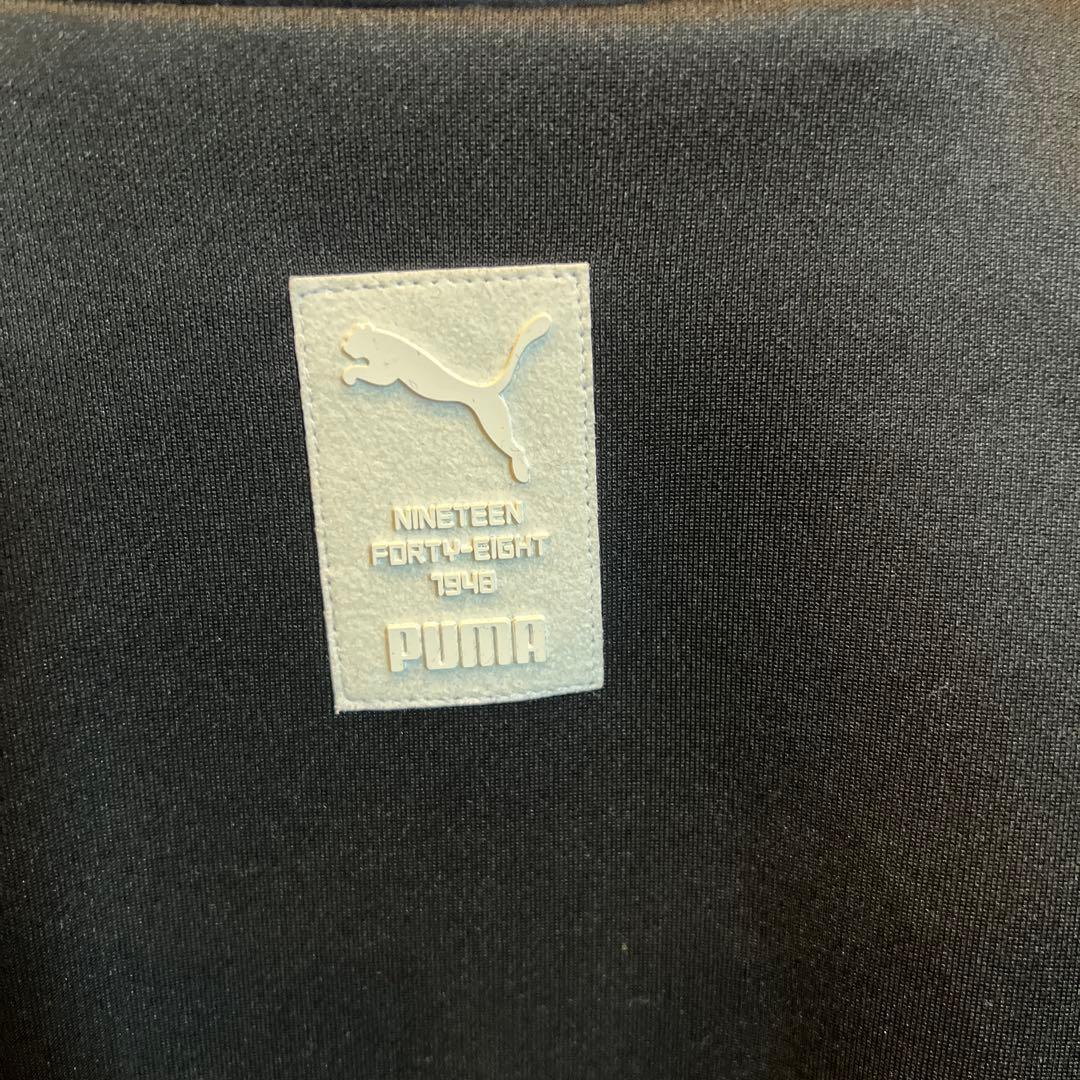 NINETEEN
FORTY-EIGHT
1948
PUMA